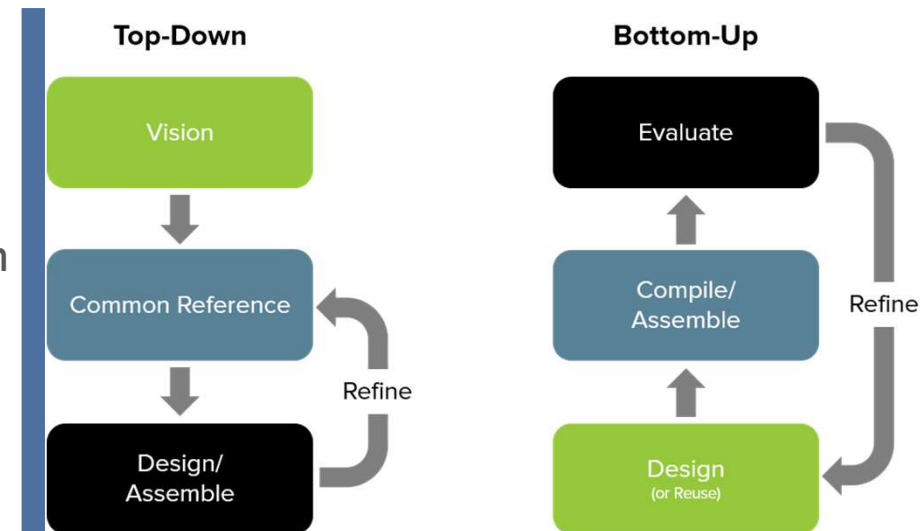 Top-Down
Vision
Common Reference
Refine
Design/
Assemble
Bottom-Up
Evaluate
Compile/
Assemble
Refine
Design
(or Reuse)